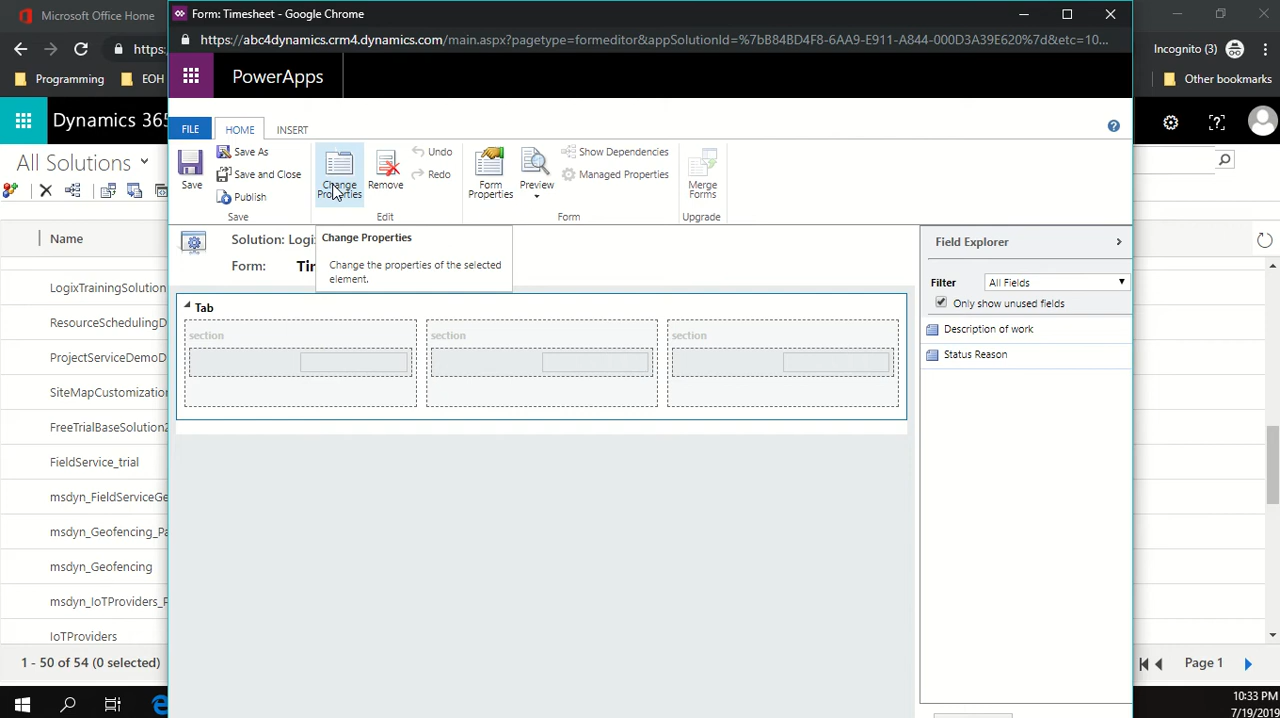 Microsoft Office Home
Form: Timesheet - Google Chrome
https:
https://abc4dynamics.crm4.dynamics.com/main.aspx?pagetype=formeditor&appSolutionId=%7bB84BD4F8-6AA9-E911-A844-000D3A39E620%7d&etc=10...
Incognito (3)
Programming
EOH
PowerApps
Other bookmarks
Dynamics 365
FILE
HOME
INSERT
All Solutions
Save
Save As
Save and Close
Publish
Save
Change Properties
Remove
Undo
Redo
Edit
Form Properties
Preview
Show Dependencies
Managed Properties
Form
Merge Forms
Upgrade
Name
Solution: Logi
Form: Tim
Change Properties
Change the properties of the selected
element.
Field Explorer
Filter
All Fields
Only show unused fields
Description of work
Status Reason
Tab
section
section
section
LogixTrainingSolution
ResourceSchedulingD
ProjectServiceDemoD
SiteMapCustomization
FreeTrialBaseSolution2
FieldService_trial
msdyn_FieldServiceGe
msdyn_Geofencing_Pa
msdyn_Geofencing
msdyn_IoTProviders_P
IoTProviders
1 - 50 of 54 (0 selected)
Page 1
10:33 PM
7/19/2019